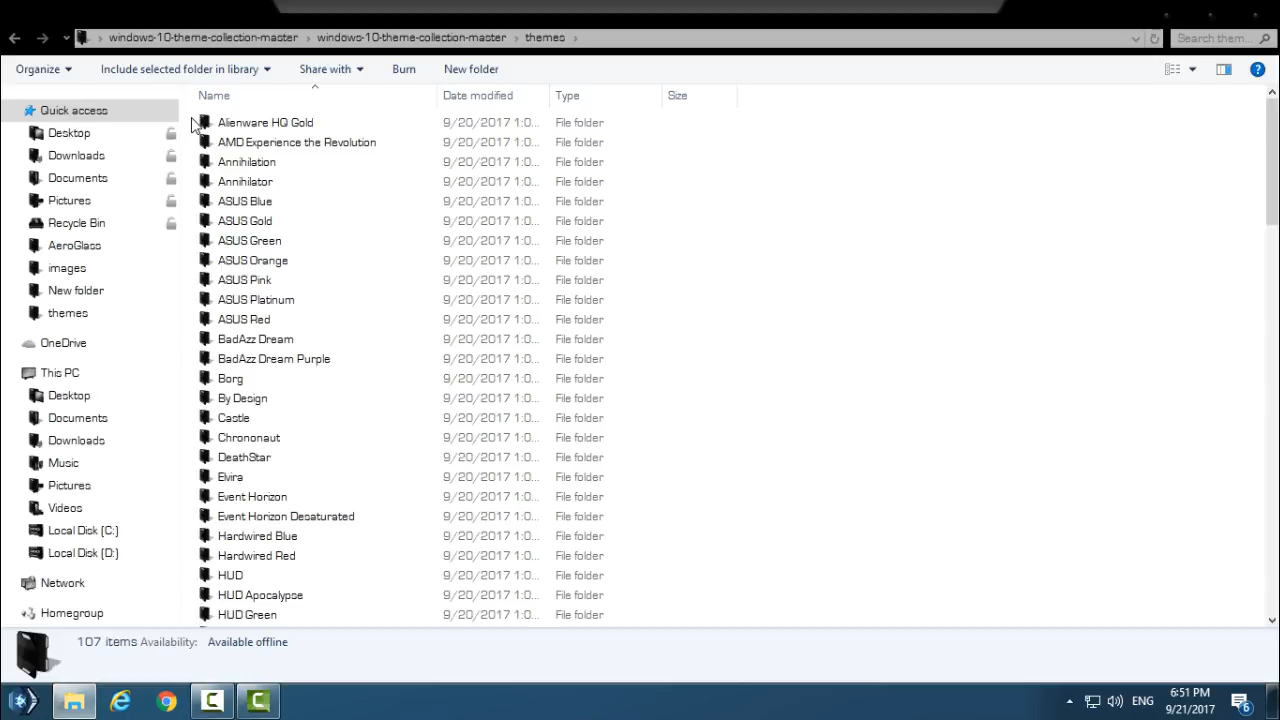 windows-10-theme-collection-master windows-10-theme-collection-master themes Search them...
Organize Include selected folder in library Share with Burn New folder
Name Date modified Type Size
Quick access
Desktop
Downloads
Documents
Pictures
Recycle Bin
AeroGlass
images
New folder
themes
OneDrive
This PC
Desktop
Documents
Downloads
Music
Pictures
Videos
Local Disk (C:)
Local Disk (D:)
Network
Homegroup
Alienware HQ Gold 9/20/2017 1:0... File folder
AMD Experience the Revolution 9/20/2017 1:0... File folder
Annihilation 9/20/2017 1:0... File folder
Annihilator 9/20/2017 1:0... File folder
ASUS Blue 9/20/2017 1:0... File folder
ASUS Gold 9/20/2017 1:0... File folder
ASUS Green 9/20/2017 1:0... File folder
ASUS Orange 9/20/2017 1:0... File folder
ASUS Pink 9/20/2017 1:0... File folder
ASUS Platinum 9/20/2017 1:0... File folder
ASUS Red 9/20/2017 1:0... File folder
BadAzz Dream 9/20/2017 1:0... File folder
BadAzz Dream Purple 9/20/2017 1:0... File folder
Borg 9/20/2017 1:0... File folder
By Design 9/20/2017 1:0... File folder
Castle 9/20/2017 1:0... File folder
Chrononaut 9/20/2017 1:0... File folder
DeathStar 9/20/2017 1:0... File folder
Elvira 9/20/2017 1:0... File folder
Event Horizon 9/20/2017 1:0... File folder
Event Horizon Desaturated 9/20/2017 1:0... File folder
Hardwired Blue 9/20/2017 1:0... File folder
Hardwired Red 9/20/2017 1:0... File folder
HUD 9/20/2017 1:0... File folder
HUD Apocalypse 9/20/2017 1:0... File folder
HUD Green 9/20/2017 1:0... File folder
107 items Availability: Available offline
ENG 6:51 PM
9/21/2017 6